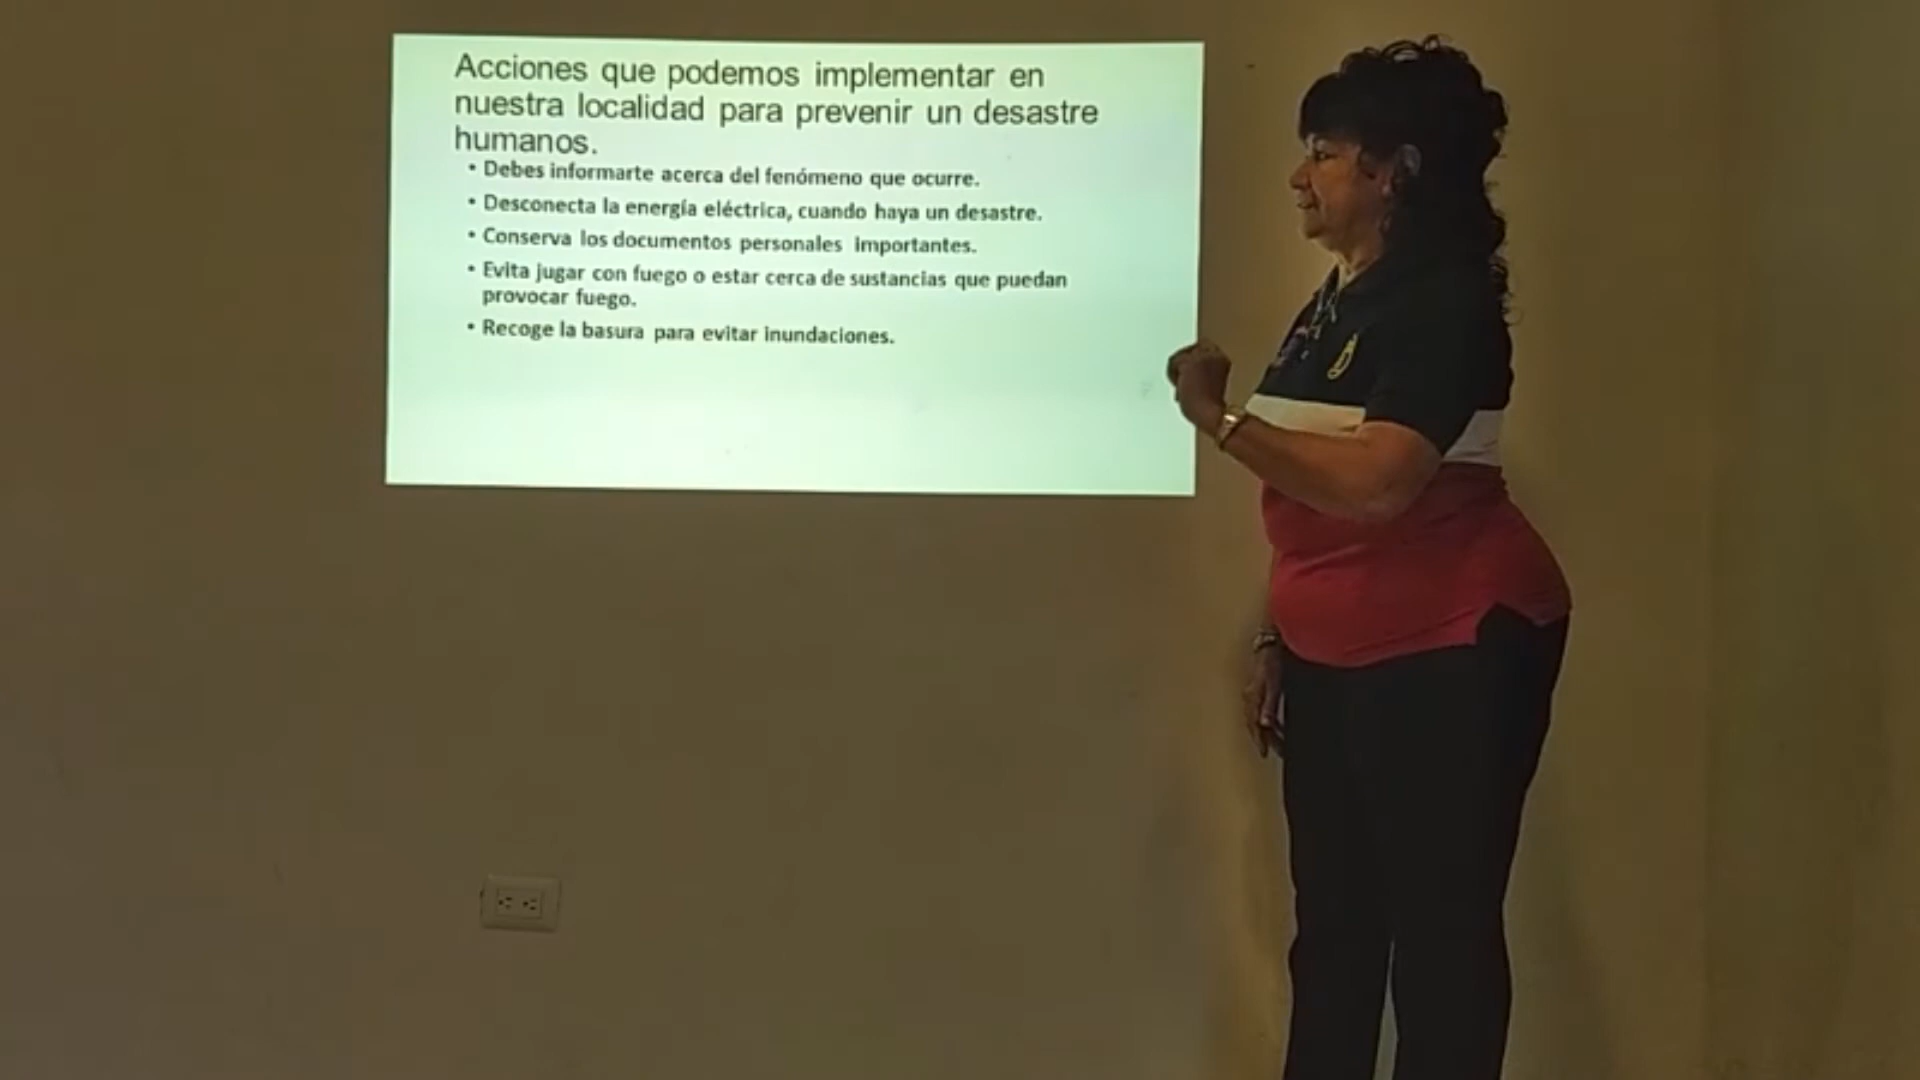 Acciones que podemos implementar en
nuestra localidad para prevenir un desastre
humanos.
• Debes informarte acerca del fenómeno que ocurre.
• Desconecta la energía eléctrica, cuando haya un desastre.
• Conserva los documentos personales importantes.
• Evita jugar con fuego o estar cerca de sustancias que puedan
provocar fuego.
• Recoge la basura para evitar inundaciones.